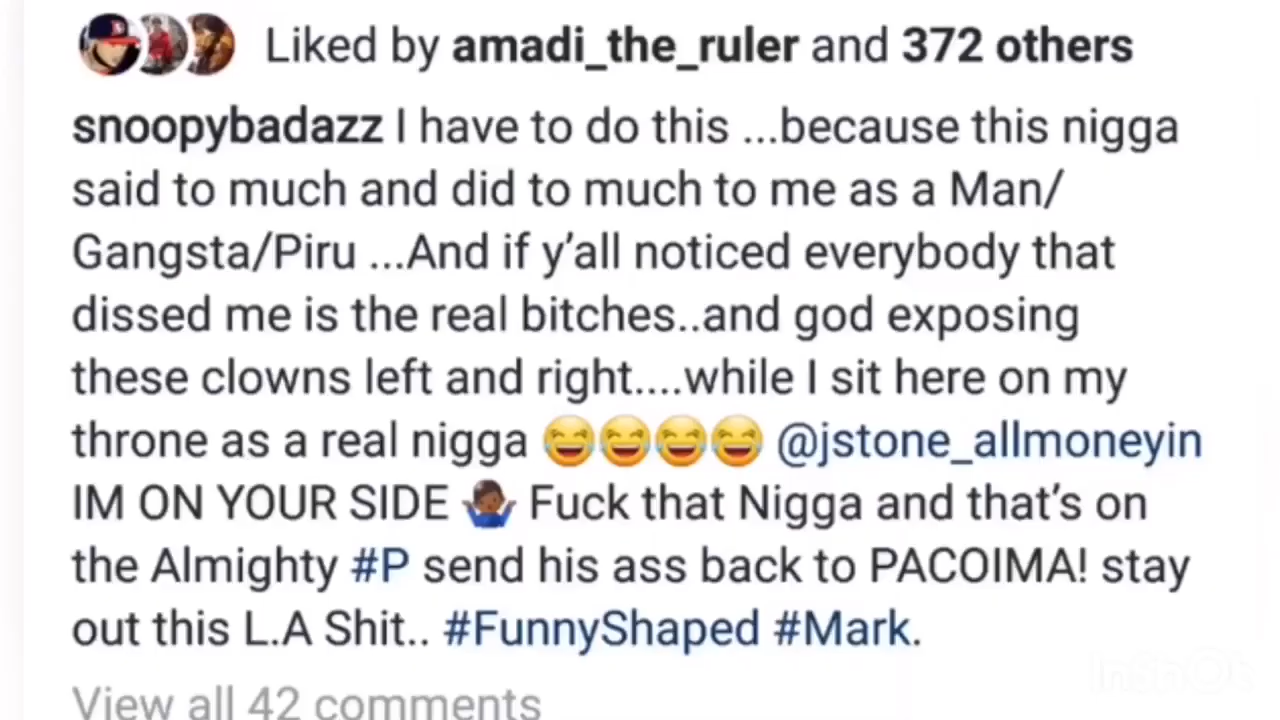 Liked by amadi_the_ruler and 372 others
snoopybadazz I have to do this ...because this nigga
said to much and did to much to me as a Man/
Gangsta/Piru ...And if y’all noticed everybody that
dissed me is the real bitches..and god exposing
these clowns left and right....while I sit here on my
throne as a real nigga 😂😂😂😂 @jstone_allmoneyin
IM ON YOUR SIDE 🤷🏾‍♂️ Fuck that Nigga and that’s on
the Almighty #P send his ass back to PACOIMA! stay
out this L.A Shit.. #FunnyShaped #Mark.
View all 42 comments
InShOt